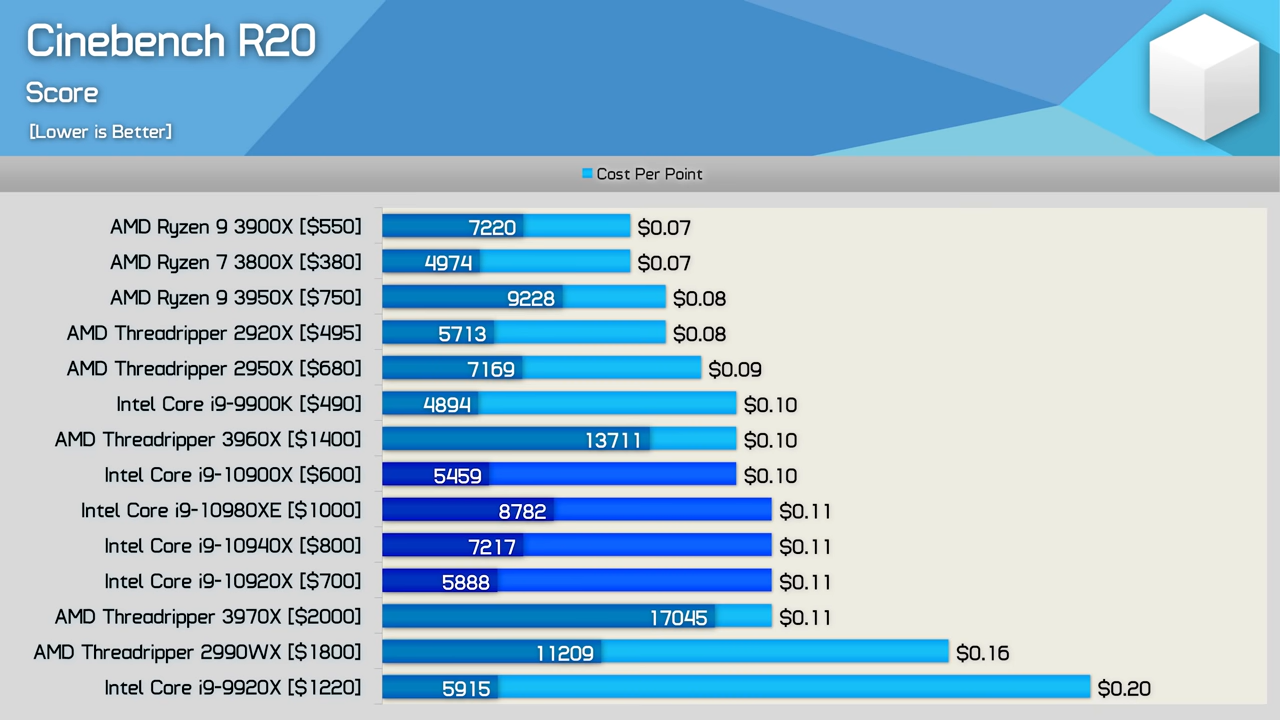 Cinebench R20
Score
[Lower is Better]
Cost Per Point
AMD Ryzen 9 3900X [$550] 7220 $0.07
AMD Ryzen 7 3800X [$380] 4974 $0.07
AMD Ryzen 9 3950X [$750] 9228 $0.08
AMD Threadripper 2920X [$495] 5713 $0.08
AMD Threadripper 2950X [$680] 7169 $0.09
Intel Core i9-9900K [$490] 4894 $0.10
AMD Threadripper 3960X [$1400] 13711 $0.10
Intel Core i9-10900X [$600] 5459 $0.10
Intel Core i9-10980XE [$1000] 8782 $0.11
Intel Core i9-10940X [$800] 7217 $0.11
Intel Core i9-10920X [$700] 5888 $0.11
AMD Threadripper 3970X [$2000] 17045 $0.11
AMD Threadripper 2990WX [$1800] 11209 $0.16
Intel Core i9-9920X [$1220] 5915 $0.20